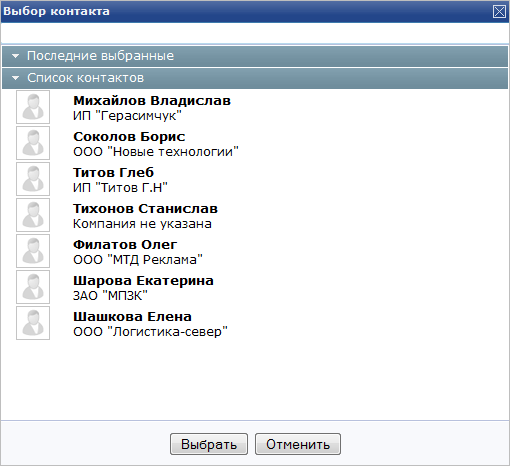 Выбор контакта
Последние выбранные
Список контактов
Михайлов Владислав
ИП "Герасимчук"
Соколов Борис
ООО "Новые технологии"
Титов Глеб
ИП "Титов Г.Н"
Тихонов Станислав
Компания не указана
Филатов Олег
ООО "МТД Реклама"
Шарова Екатерина
ЗАО "МПЗК"
Шашкова Елена
ООО "Логистика-север"
Выбрать Отменить